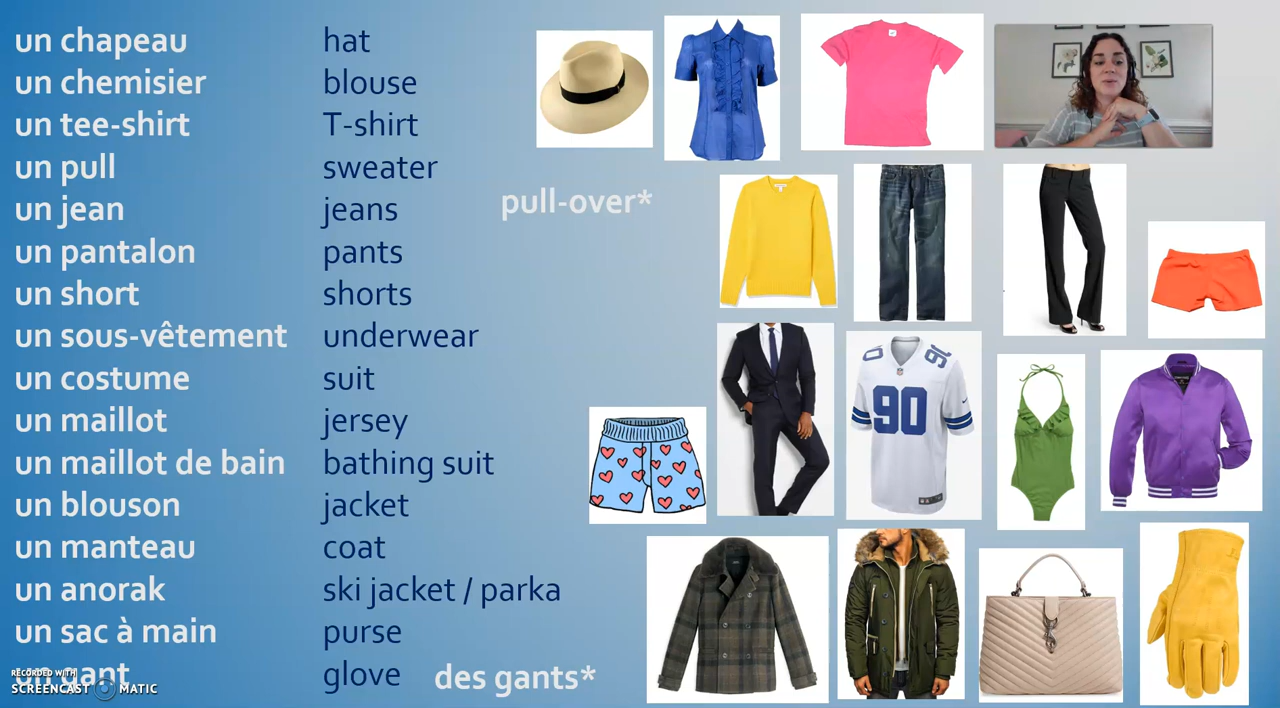 un chapeau hat
un chemisier blouse
un tee-shirt T-shirt
un pull sweater
pull-over*
un jean jeans
un pantalon pants
un short shorts
un sous-vêtement underwear
un costume suit
un maillot jersey
90
90
un maillot de bain bathing suit
un blouson jacket
un manteau coat
un anorak ski jacket / parka
un sac à main purse
glove des gants*
RECORDED WITH
SCREENCAST MATIC